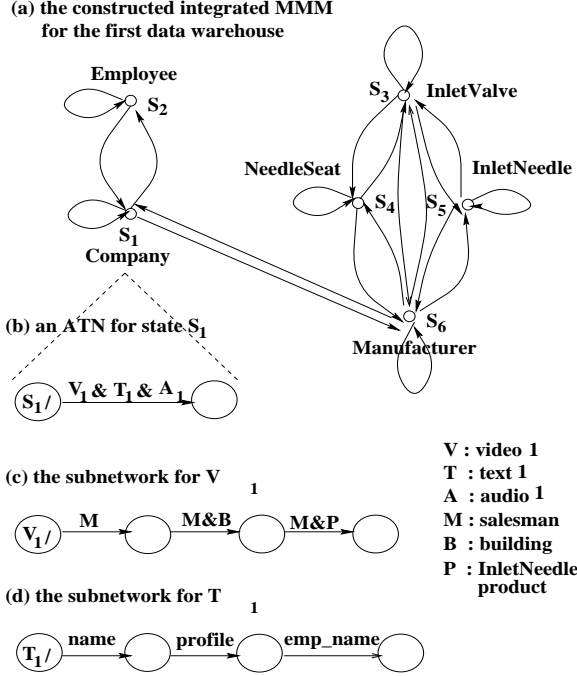 (a) the constructed integrated MMM
for the first data warehouse
Employee
S2
S1
Company
S3
InletValve
NeedleSeat
S4
InletNeedle
S5
S6
Manufacturer
(b) an ATN for state S1
S1/
V1 & T1 & A1
(c) the subnetwork for V
1
V1/
M
M&B
M&P
(d) the subnetwork for T
1
T1/
name
profile
emp_name
V : video 1
T : text 1
A : audio 1
M : salesman
B : building
P : InletNeedle
product